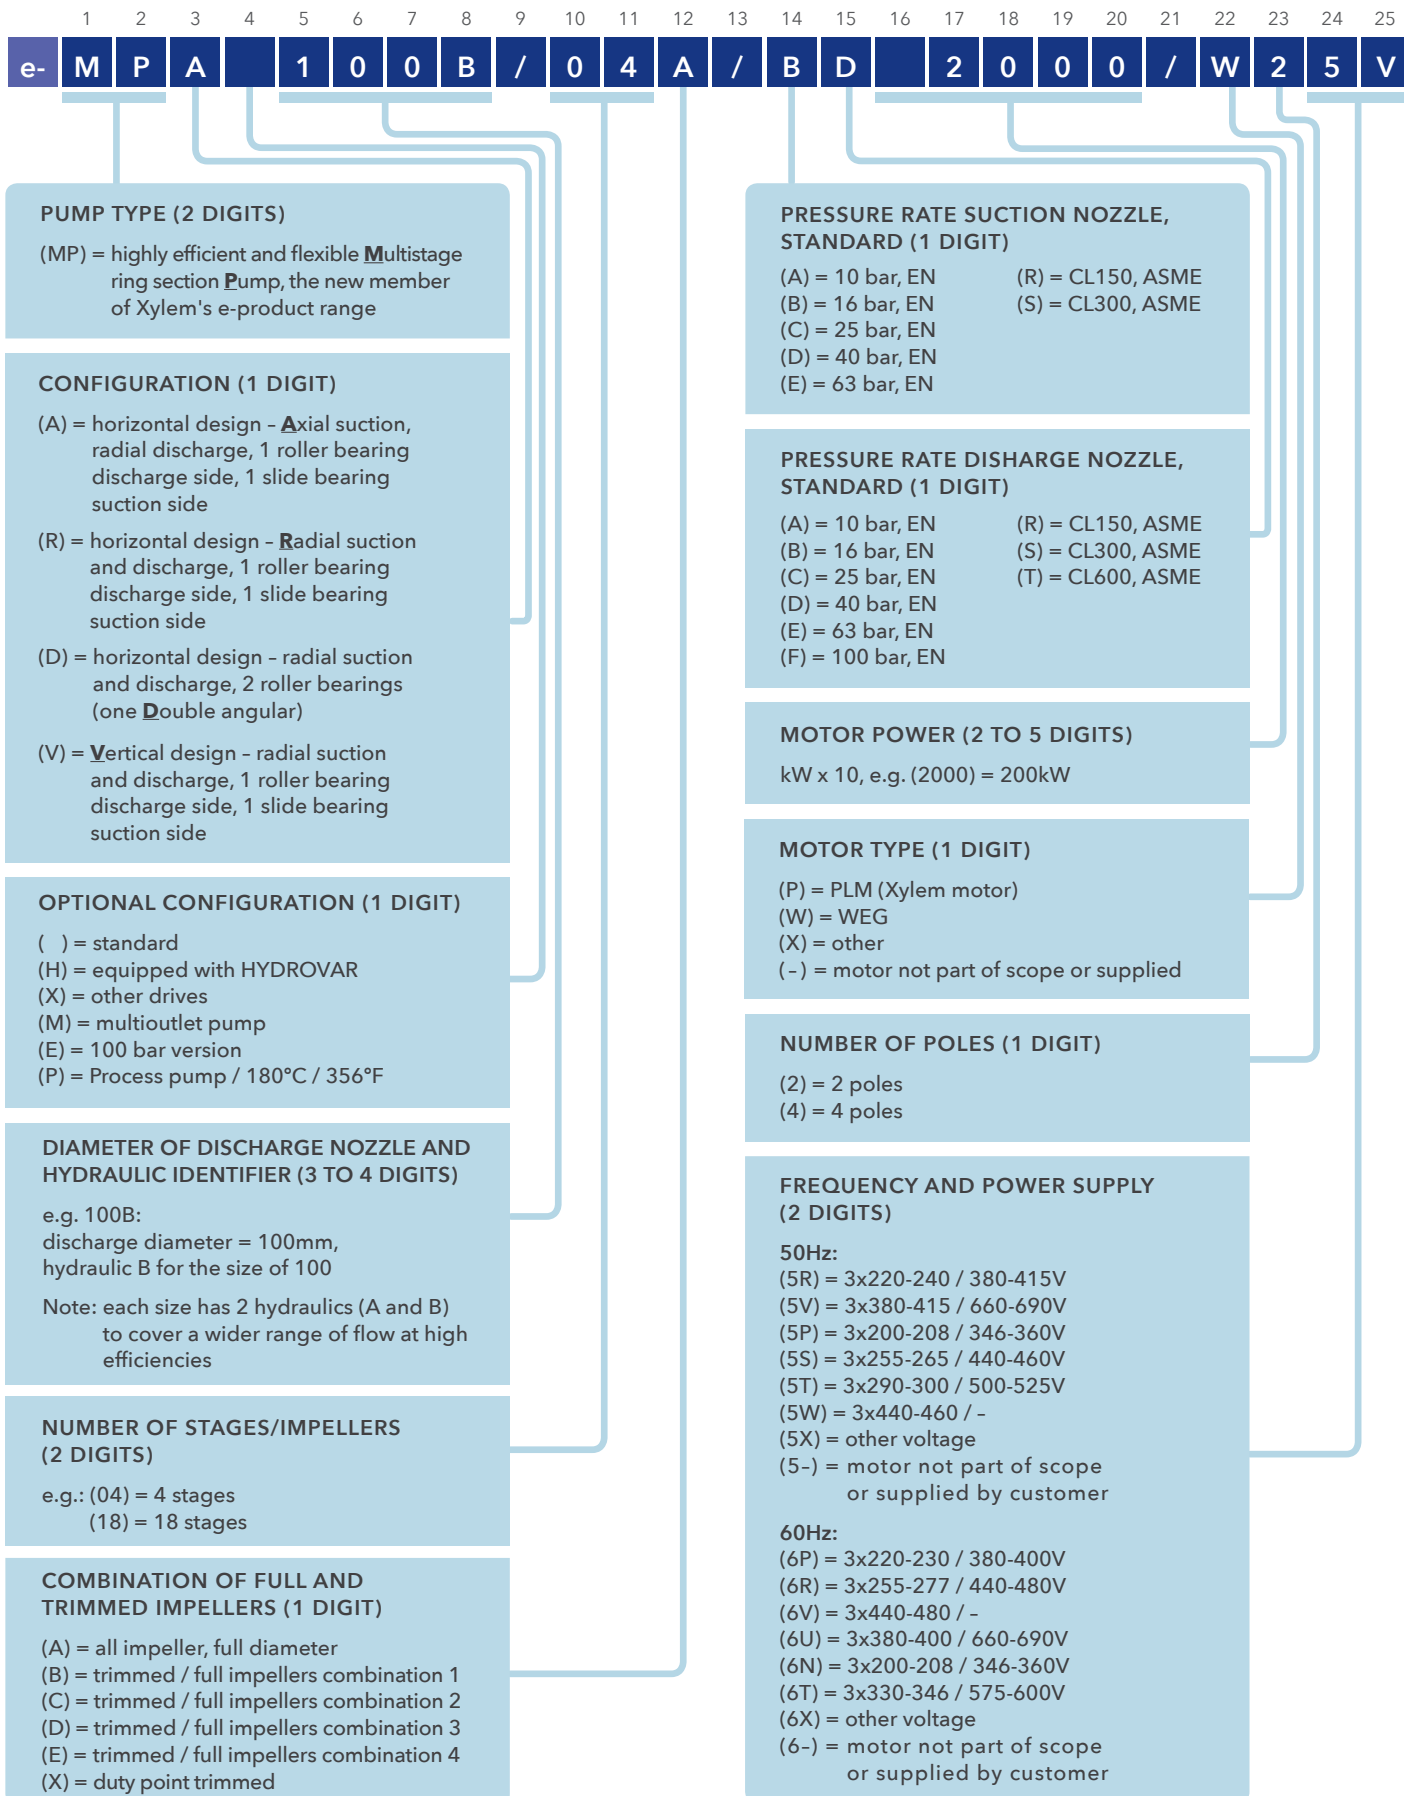 1 2 3 4 5 6 7 8 9 10 11 12 13 14 15 16 17 18 19 20 21 22 23 24 25
e- M P A 1 0 0 B / 0 4 A / B D 2 0 0 0 / W 2 5 V
PUMP TYPE (2 DIGITS)
(MP) = highly efficient and flexible Multistage
ring section Pump, the new member
of Xylem's e-product range
CONFIGURATION (1 DIGIT)
(A) = horizontal design – Axial suction,
radial discharge, 1 roller bearing
discharge side, 1 slide bearing
suction side
(R) = horizontal design – Radial suction
and discharge, 1 roller bearing
discharge side, 1 slide bearing
suction side
(D) = horizontal design – radial suction
and discharge, 2 roller bearings
(one Double angular)
(V) = Vertical design – radial suction
and discharge, 1 roller bearing
discharge side, 1 slide bearing
suction side
OPTIONAL CONFIGURATION (1 DIGIT)
( ) = standard
(H) = equipped with HYDROVAR
(X) = other drives
(M) = multioutlet pump
(E) = 100 bar version
(P) = Process pump / 180°C / 356°F
DIAMETER OF DISCHARGE NOZZLE AND
HYDRAULIC IDENTIFIER (3 TO 4 DIGITS)
e.g. 100B:
discharge diameter = 100mm,
hydraulic B for the size of 100
Note: each size has 2 hydraulics (A and B)
to cover a wider range of flow at high
efficiencies
NUMBER OF STAGES/IMPELLERS
(2 DIGITS)
e.g.: (04) = 4 stages
(18) = 18 stages
COMBINATION OF FULL AND
TRIMMED IMPELLERS (1 DIGIT)
(A) = all impeller, full diameter
(B) = trimmed / full impellers combination 1
(C) = trimmed / full impellers combination 2
(D) = trimmed / full impellers combination 3
(E) = trimmed / full impellers combination 4
(X) = duty point trimmed
PRESSURE RATE SUCTION NOZZLE,
STANDARD (1 DIGIT)
(A) = 10 bar, EN (R) = CL150, ASME
(B) = 16 bar, EN (S) = CL300, ASME
(C) = 25 bar, EN
(D) = 40 bar, EN
(E) = 63 bar, EN
PRESSURE RATE DISHARGE NOZZLE,
STANDARD (1 DIGIT)
(A) = 10 bar, EN (R) = CL150, ASME
(B) = 16 bar, EN (S) = CL300, ASME
(C) = 25 bar, EN (T) = CL600, ASME
(D) = 40 bar, EN
(E) = 63 bar, EN
(F) = 100 bar, EN
MOTOR POWER (2 TO 5 DIGITS)
kW x 10, e.g. (2000) = 200kW
MOTOR TYPE (1 DIGIT)
(P) = PLM (Xylem motor)
(W) = WEG
(X) = other
(–) = motor not part of scope or supplied
NUMBER OF POLES (1 DIGIT)
(2) = 2 poles
(4) = 4 poles
FREQUENCY AND POWER SUPPLY
(2 DIGITS)
50Hz:
(5R) = 3x220-240 / 380-415V
(5V) = 3x380-415 / 660-690V
(5P) = 3x200-208 / 346-360V
(5S) = 3x255-265 / 440-460V
(5T) = 3x290-300 / 500-525V
(5W) = 3x440-460 / –
(5X) = other voltage
(5–) = motor not part of scope
or supplied by customer
60Hz:
(6P) = 3x220-230 / 380-400V
(6R) = 3x255-277 / 440-480V
(6V) = 3x440-480 / –
(6U) = 3x380-400 / 660-690V
(6N) = 3x200-208 / 346-360V
(6T) = 3x330-346 / 575-600V
(6X) = other voltage
(6–) = motor not part of scope
or supplied by customer